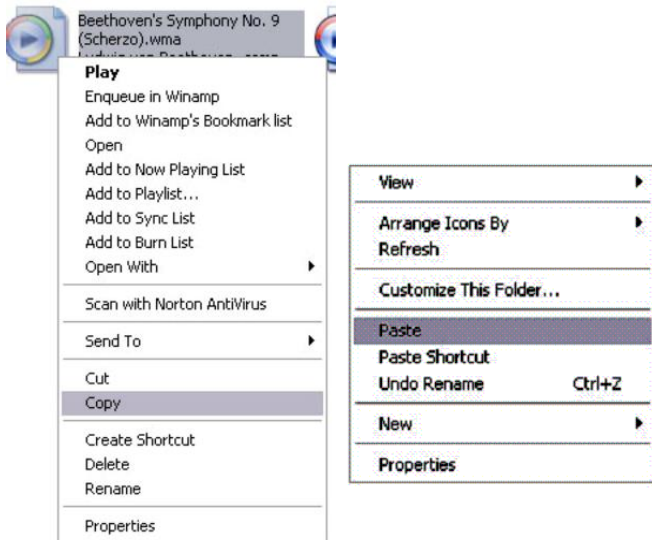 Beethoven's Symphony No. 9
(Scherzo).wma
Play
Enqueue in Winamp
Add to Winamp's Bookmark list
Open
Add to Now Playing List
Add to Playlist...
Add to Sync List
Add to Burn List
Open With
Scan with Norton AntiVirus
Send To
Cut
Copy
Create Shortcut
Delete
Rename
Properties
View
Arrange Icons By
Refresh
Customize This Folder...
Paste
Paste Shortcut
Undo Rename Ctrl+Z
New
Properties